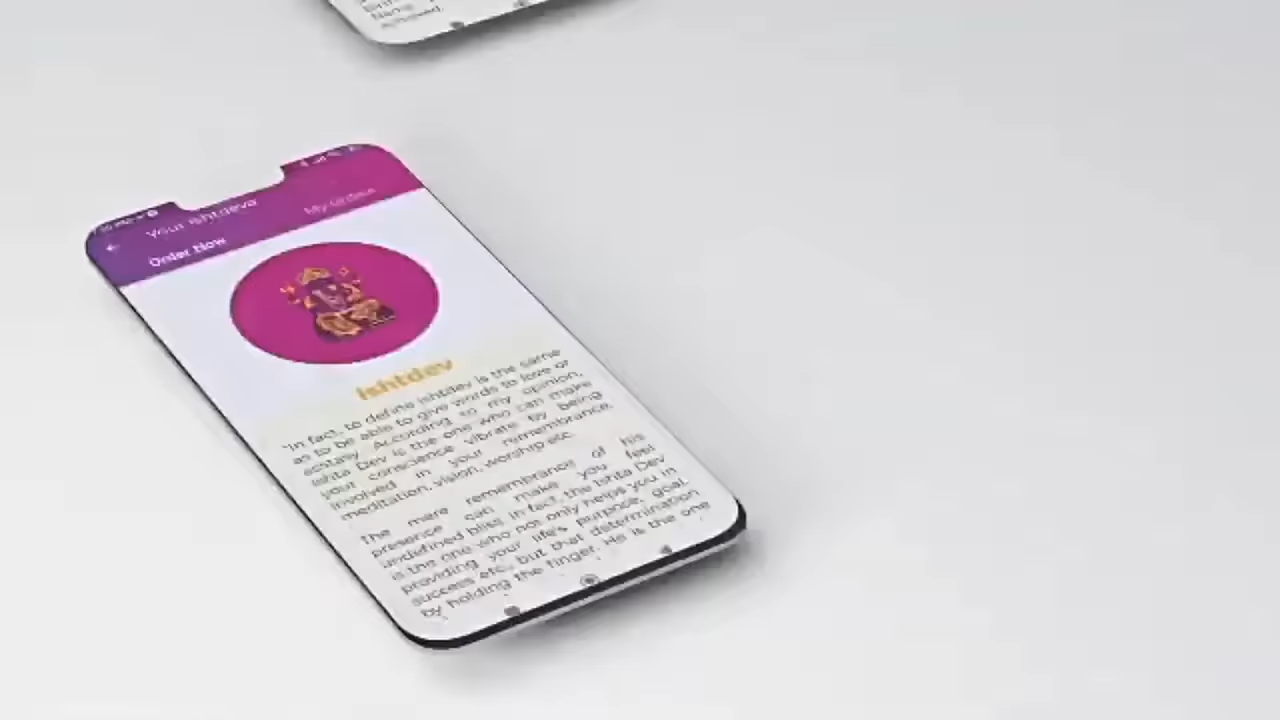 Your Ishtdeva
Order Now
My Orders
Ishtdev
"In fact, to define ishtdev is the same
as to be able to give words to love or
ecstasy. According to my opinion,
Ishta Dev is the one who can make
your conscience vibrate by being
involved in your remembrance,
meditation, vision, worship etc.
The mere remembrance of his
presence can make you feel
undefined bliss. In fact, the Ishta Dev
is the one who not only helps you in
providing your life's purpose, goal,
success etc., but that determination
by holding the finger. He is the one